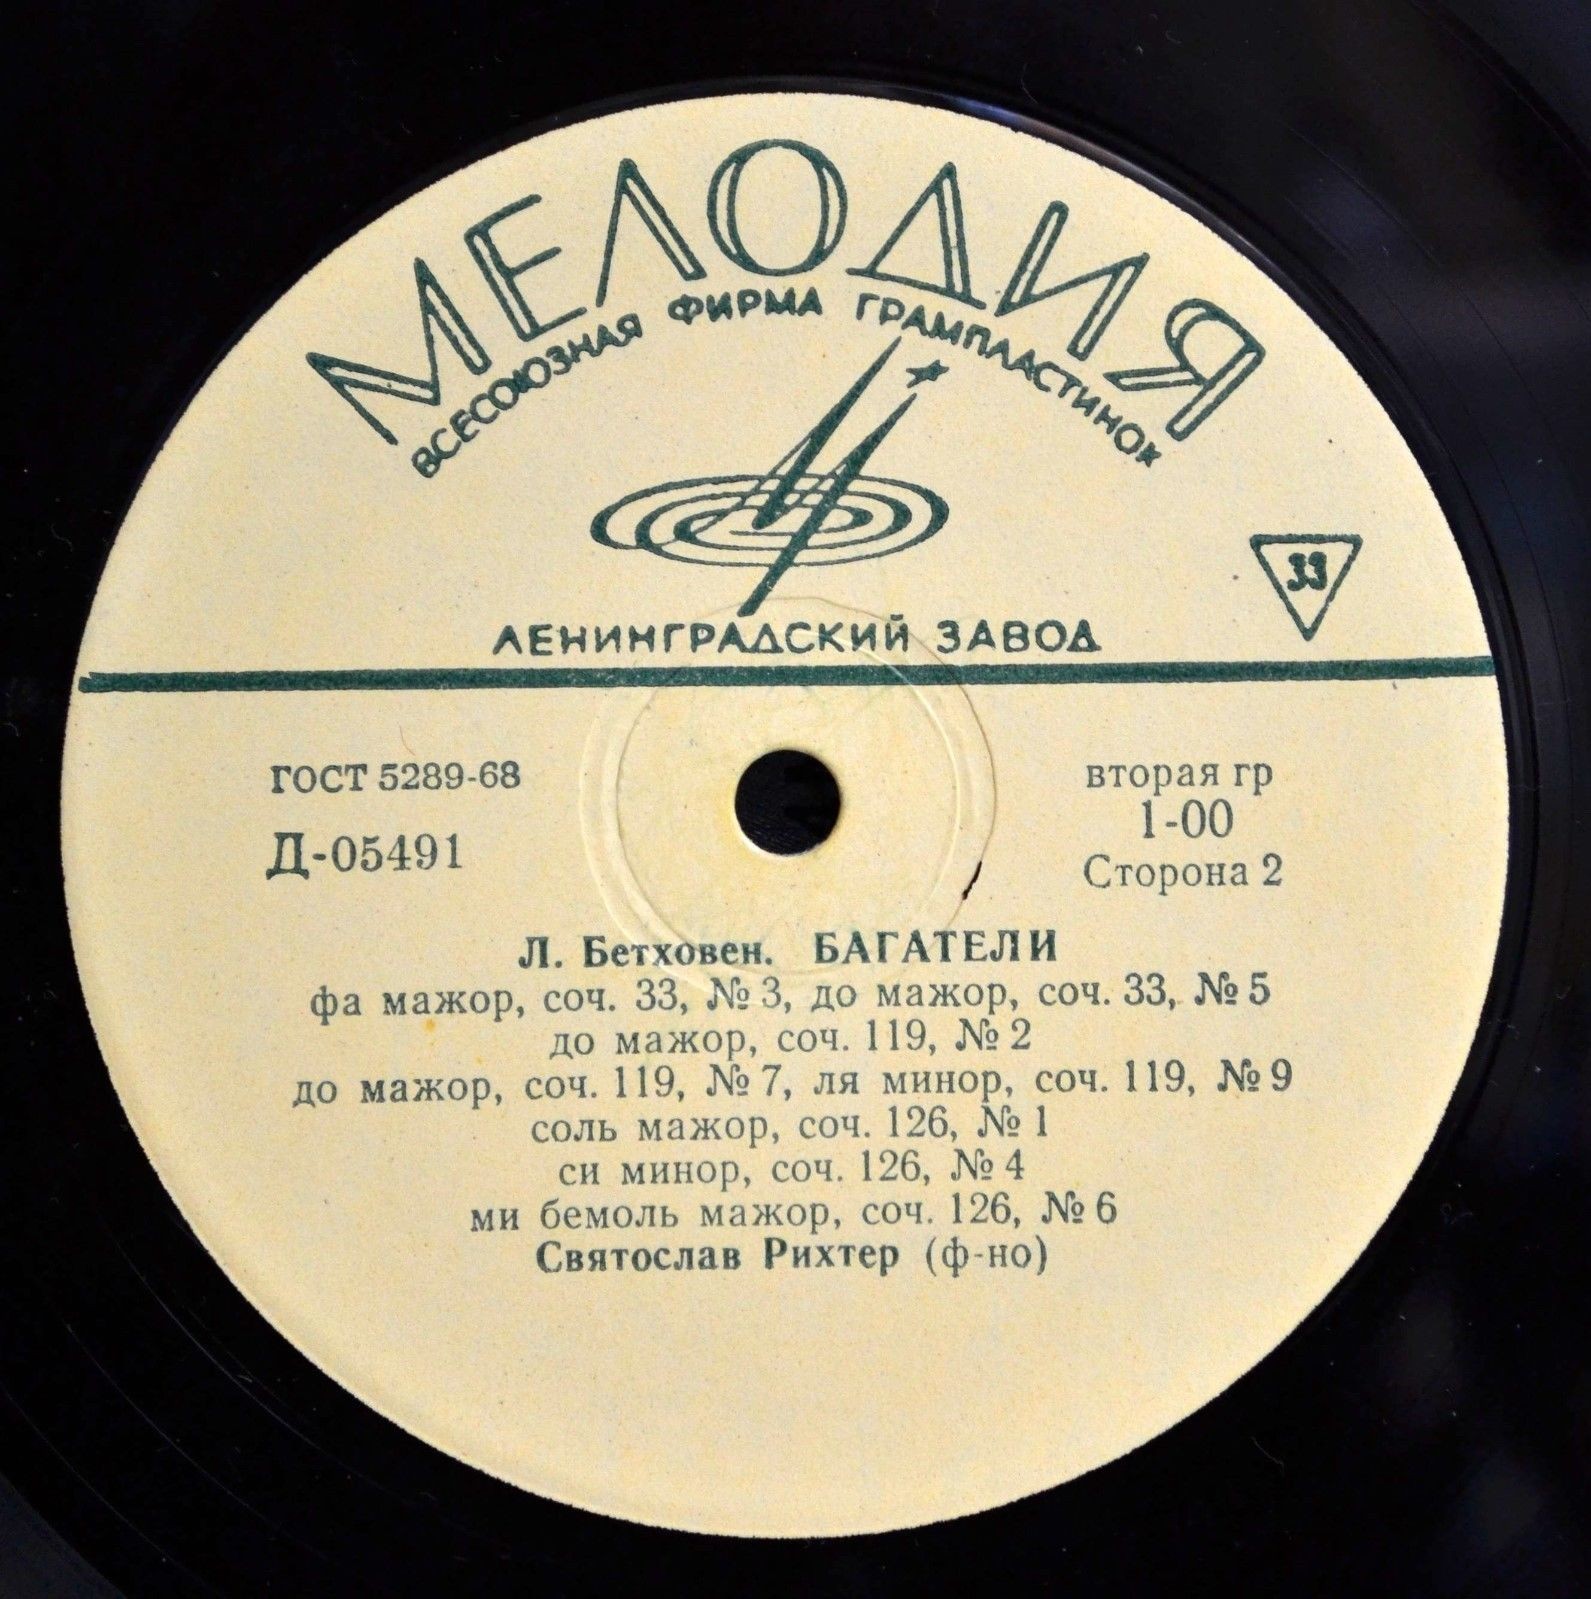 МЕЛОДИЯ
ВСЕСОЮЗНАЯ ФИРМА ГРАМПЛАСТИНОК
33
ЛЕНИНГРАДСКИЙ ЗАВОД
ГОСТ 5289-68
вторая гр
Д-05491
1-00
Сторона 2
Л. Бетховен. БАГАТЕЛИ
фа мажор, соч. 33, № 3, до мажор, соч. 33, № 5
до мажор, соч. 119, № 2
до мажор, соч. 119, № 7, ля минор, соч. 119, № 9
соль мажор, соч. 126, № 1
си минор, соч. 126, № 4
ми бемоль мажор, соч. 126, № 6
Святослав Рихтер (ф-но)